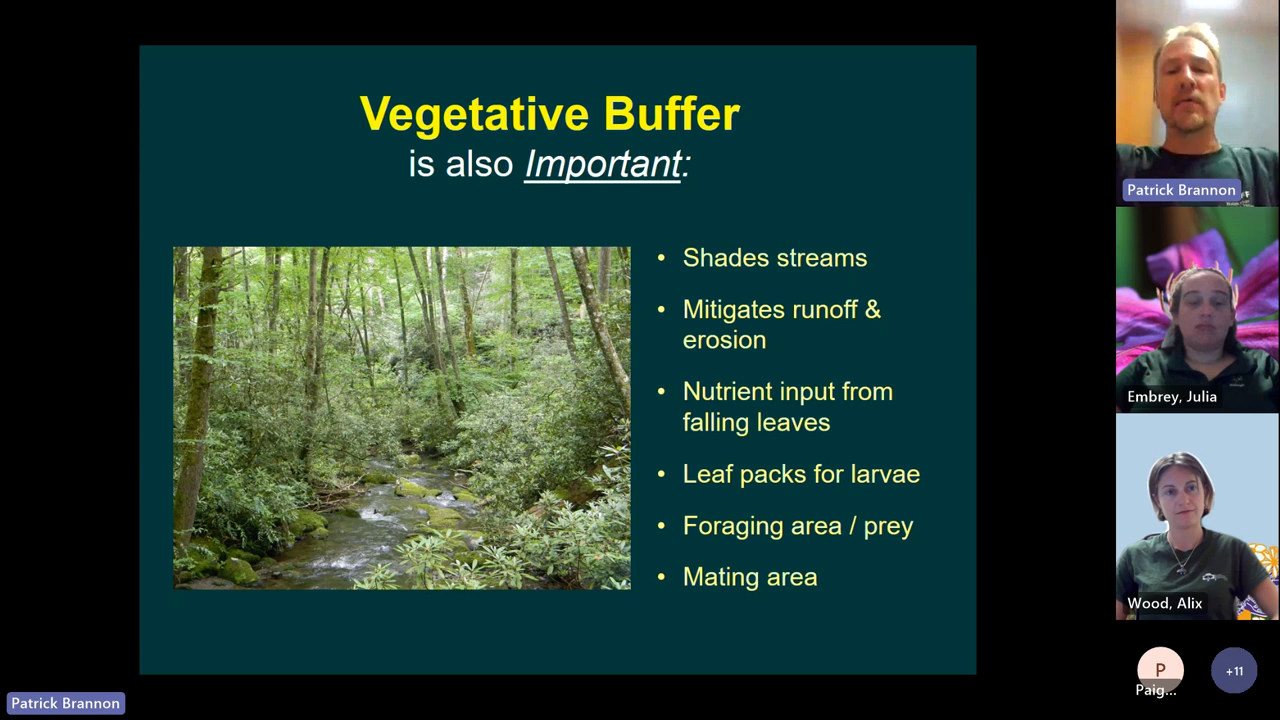 Vegetative Buffer
is also Important:
• Shades streams
• Mitigates runoff &
erosion
• Nutrient input from
falling leaves
• Leaf packs for larvae
• Foraging area / prey
• Mating area
Patrick Brannon
Embrey, Julia
Wood, Alix
P
Paig...
+11
Patrick Brannon